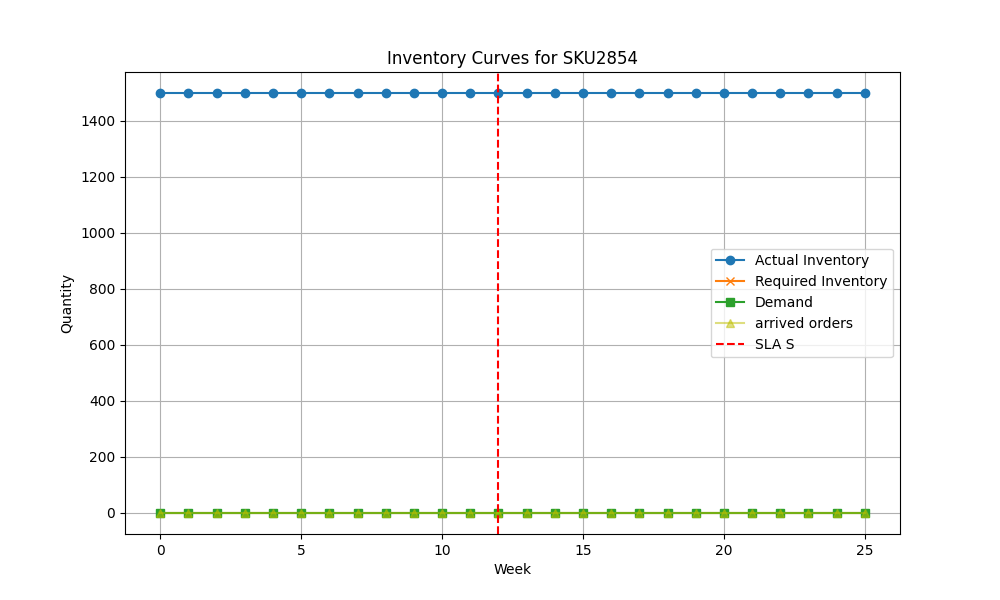 Inventory Curves for SKU2854
Quantity
1400
1200
1000
800
600
400
200
0
Actual Inventory
Required Inventory
Demand
arrived orders
SLA S
0 5 10 15 20 25
Week